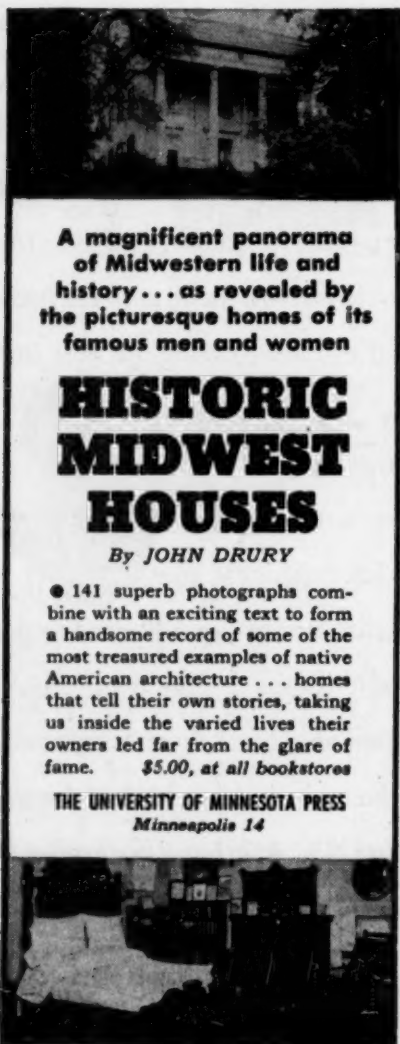 A magnificent panorama
of Midwestern life and
history...as revealed by
the picturesque homes of its
famous men and women
HISTORIC
MIDWEST
HOUSES
By JOHN DRURY
● 141 superb photographs com-
bine with an exciting text to form
a handsome record of some of the
most treasured examples of native
American architecture . . . homes
that tell their own stories, taking
us inside the varied lives their
owners led far from the glare of
fame. $5.00, at all bookstores
THE UNIVERSITY OF MINNESOTA PRESS
Minneapolis 14